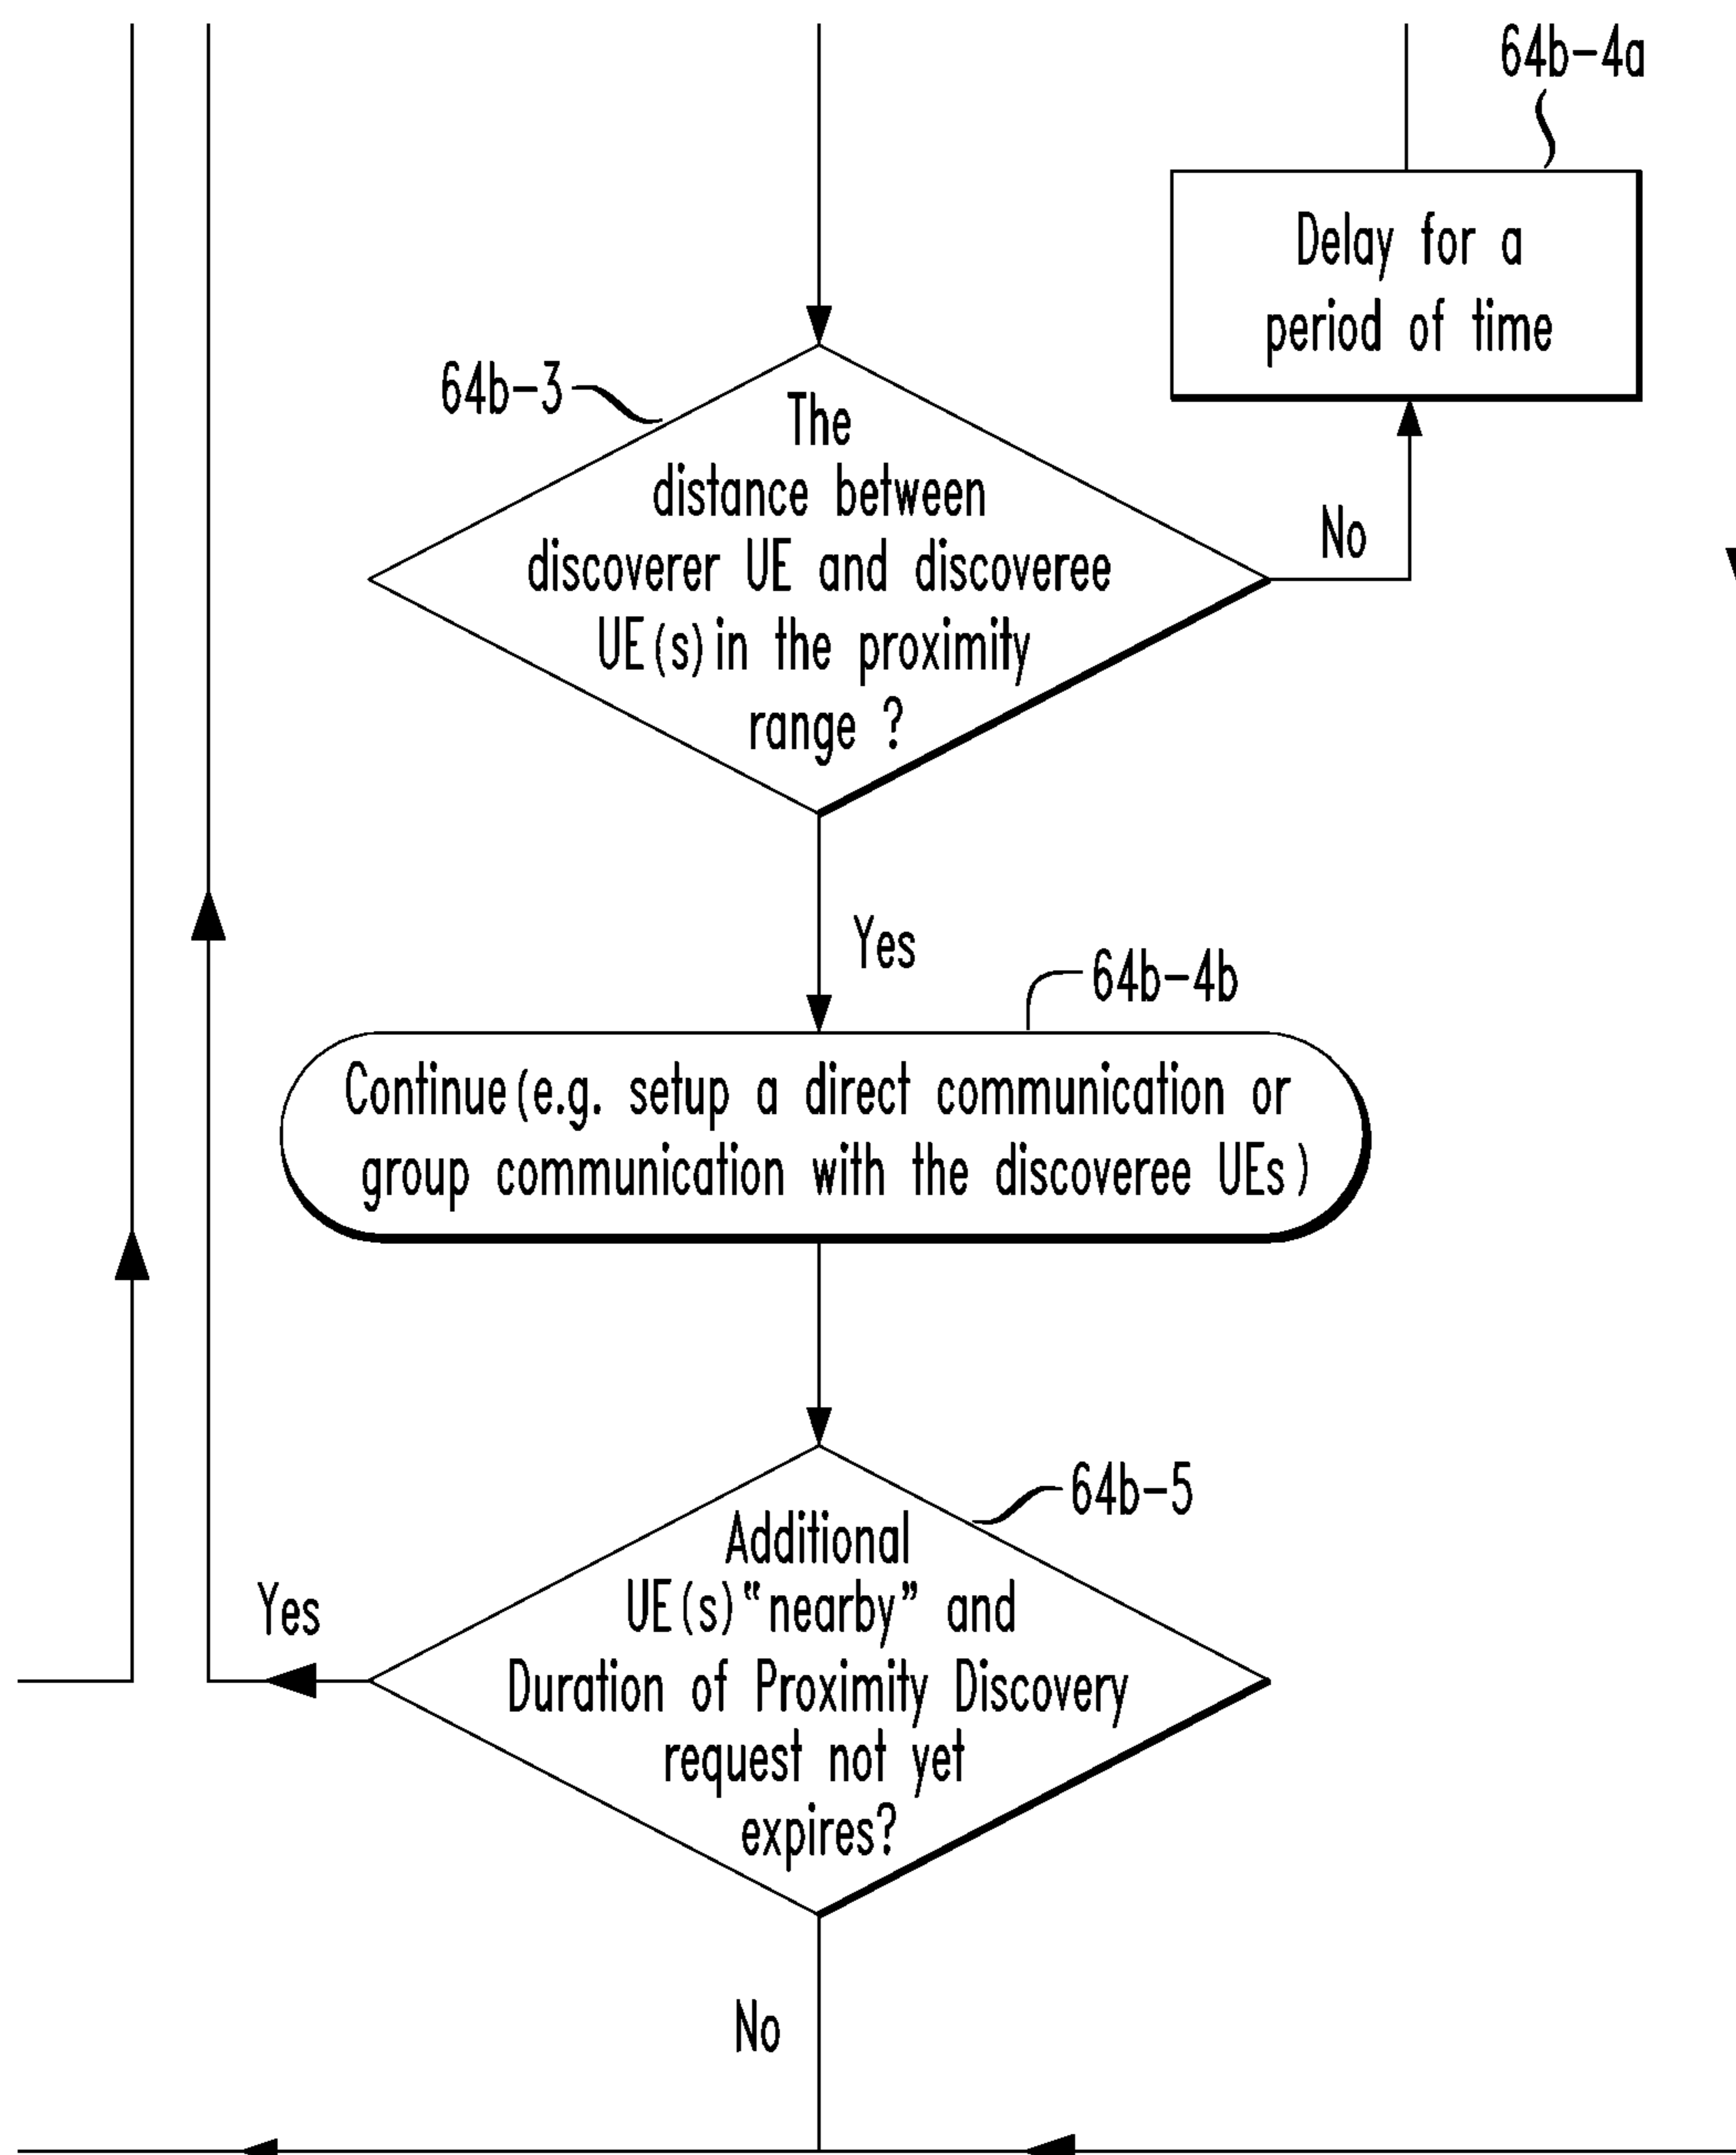 64b-4a
Delay for a
period of time
64b-3
The
distance between
discoverer UE and discoveree
UE(s)in the proximity
range ?
No
Yes
64b-4b
Continue(e.g. setup a direct communication or
group communication with the discoveree UEs)
64b-5
Additional
UE(s)“nearby” and
Duration of Proximity Discovery
request not yet
expires?
Yes
No